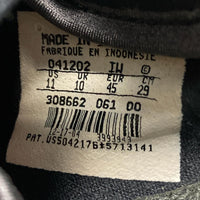 MADE IN
FABRIQUE EN INDONESIE
041202 IW ©
US UK EUR CM
11 10 45 29
308662 061 00
PAT.US5042176*5713141